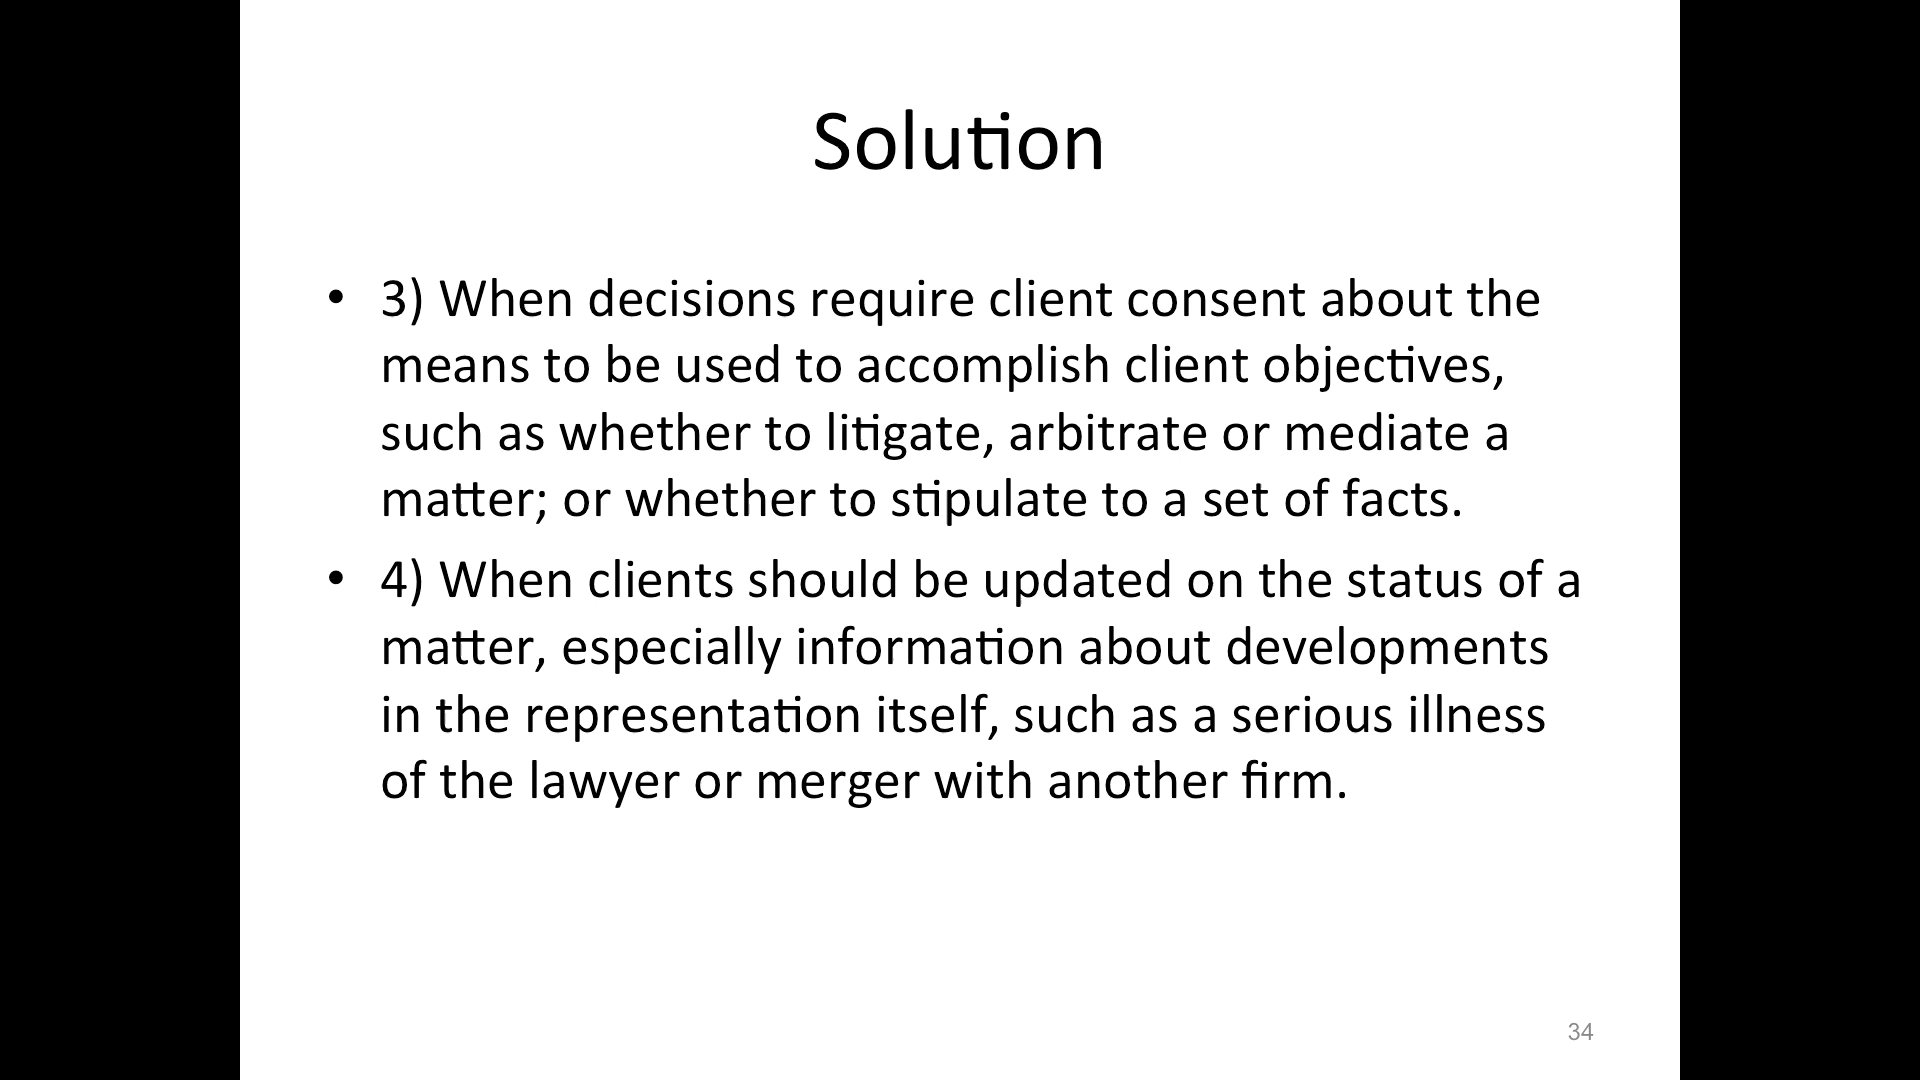 Solution
• 3) When decisions require client consent about the
means to be used to accomplish client objectives,
such as whether to litigate, arbitrate or mediate a
matter; or whether to stipulate to a set of facts.
• 4) When clients should be updated on the status of a
matter, especially information about developments
in the representation itself, such as a serious illness
of the lawyer or merger with another firm.
34